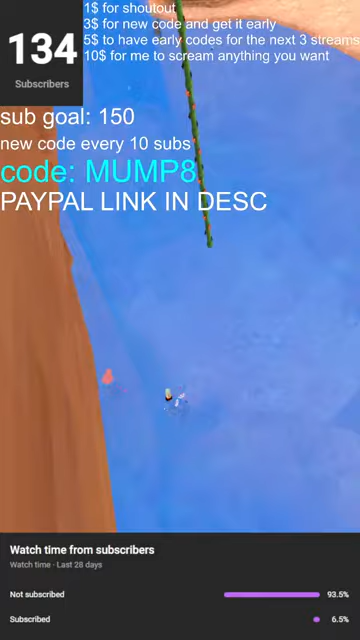 134
Subscribers
1$ for shoutout
3$ for new code and get it early
5$ to have early codes for the next 3 streams
10$ for me to scream anything you want
sub goal: 150
new code every 10 subs
code: MUMP8
PAYPAL LINK IN DESC
Watch time from subscribers
Watch time · Last 28 days
Not subscribed 93.5%
Subscribed 6.5%